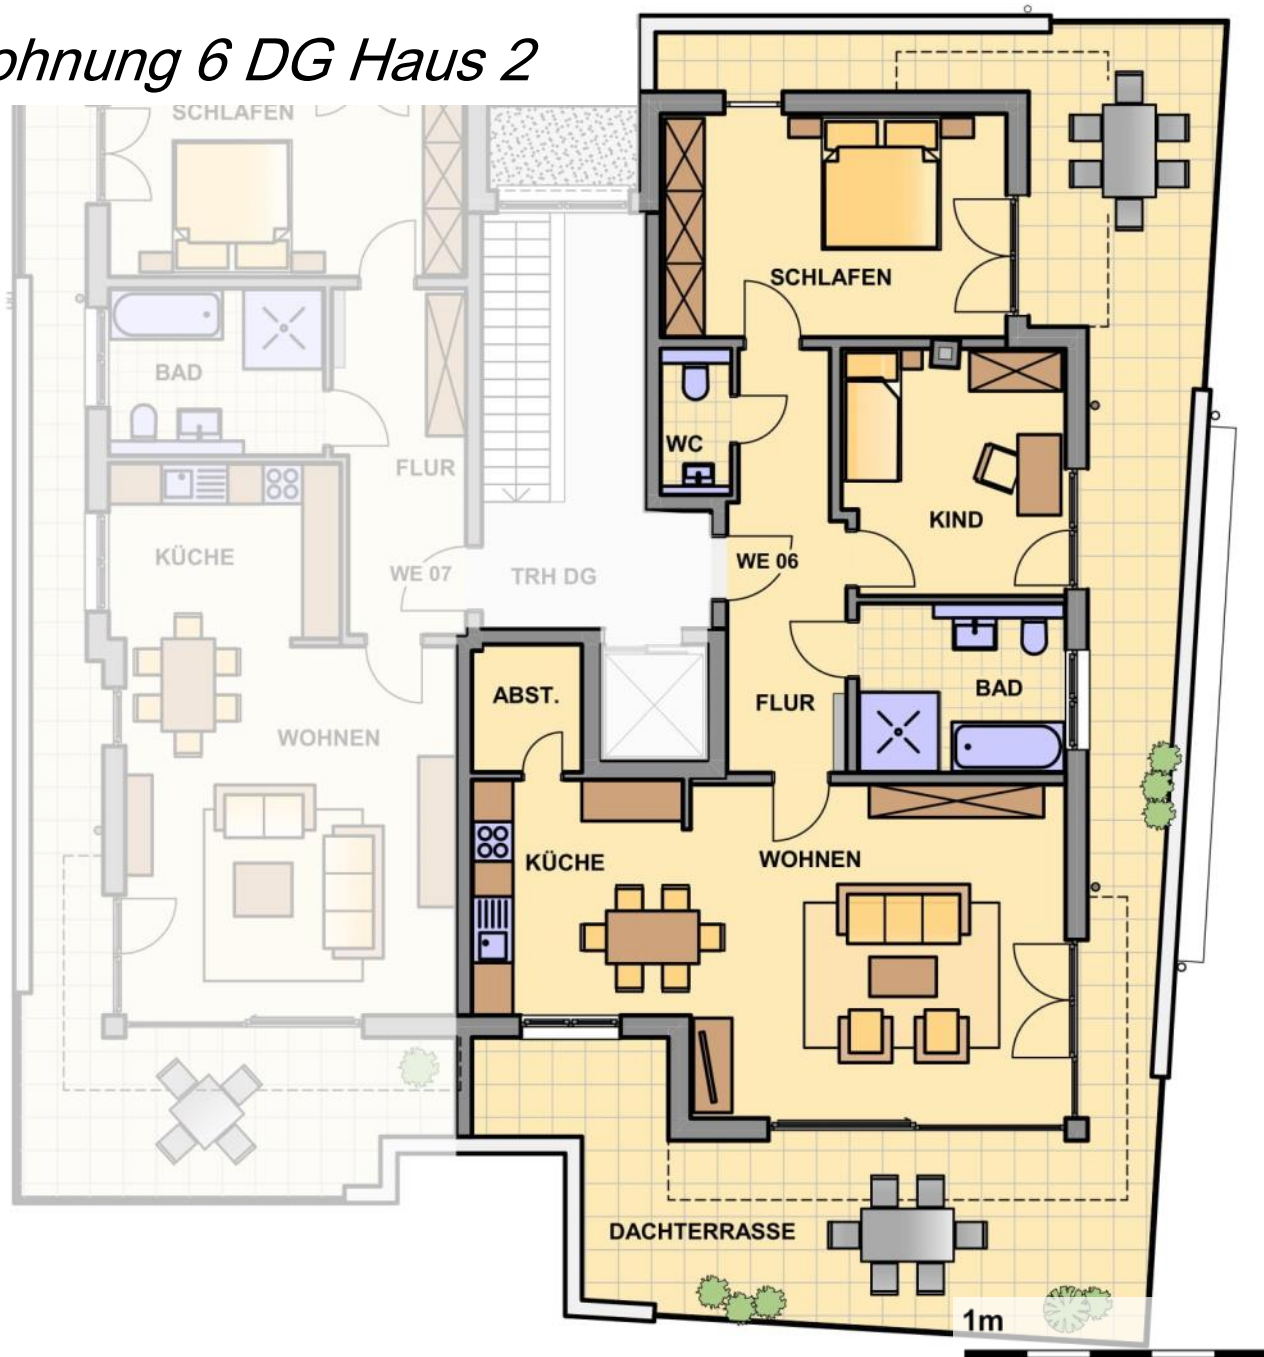 ohnung 6 DG Haus 2
SCHLAFEN
SCHLAFEN
BAD
WC
FLUR
KIND
KÜCHE
WE 07
TRH DG
WE 06
ABST.
FLUR
BAD
WOHNEN
KÜCHE
WOHNEN
DACHTERRASSE
1m